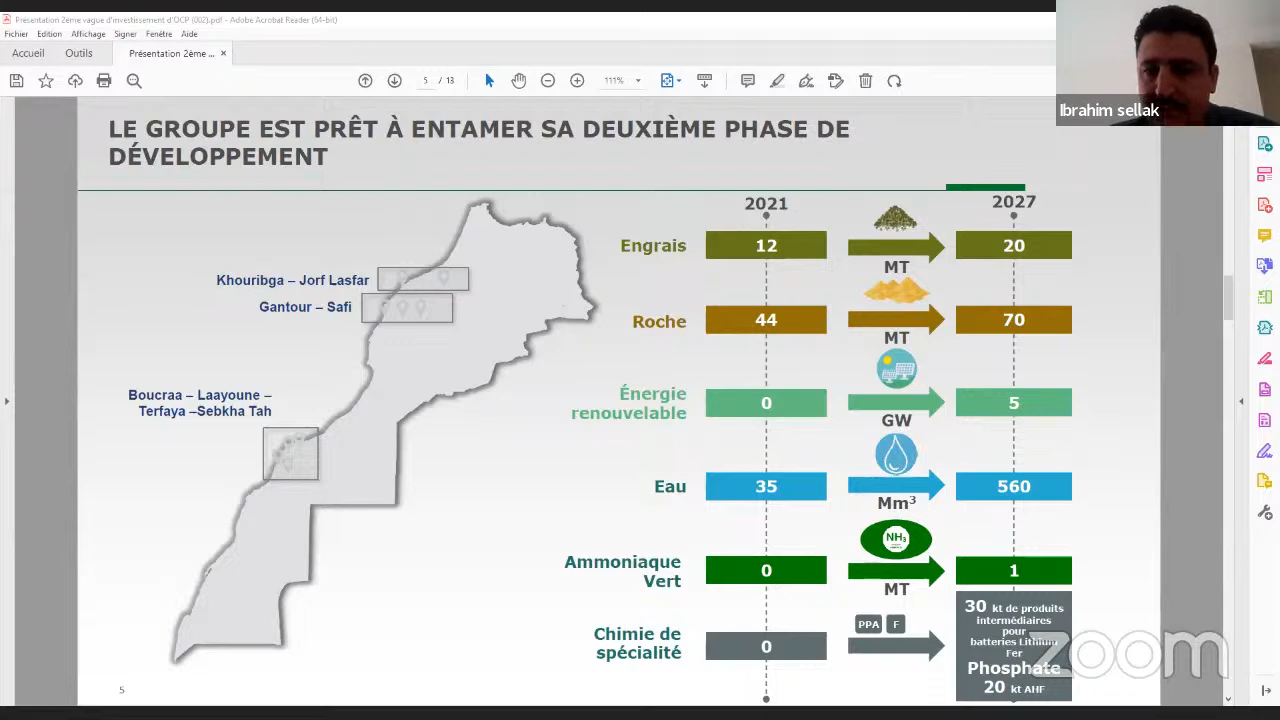 Présentation 2ème vague d'investissement d'OCP (002).pdf - Adobe Acrobat Reader (64-bit)
Fichier Edition Affichage Signer Fenêtre Aide
Accueil Outils Présentation 2ème ... ×
5 / 13 111%
Ibrahim sellak
LE GROUPE EST PRÊT À ENTAMER SA DEUXIÈME PHASE DE
DÉVELOPPEMENT
2021 2027
Engrais 12 MT 20
Khouribga – Jorf Lasfar
Gantour – Safi
Roche 44 MT 70
Boucraa – Laayoune –
Terfaya –Sebkha Tah
Énergie
renouvelable 0 GW 5
Eau 35 Mm³ 560
NH₃
Ammoniaque
Vert 0 MT 1
PPA F
Chimie de
spécialité 0
30 kt de produits
intermédiaires
pour
batteries Lithium
Fer
Phosphate
20 kt AHF
zoom
5